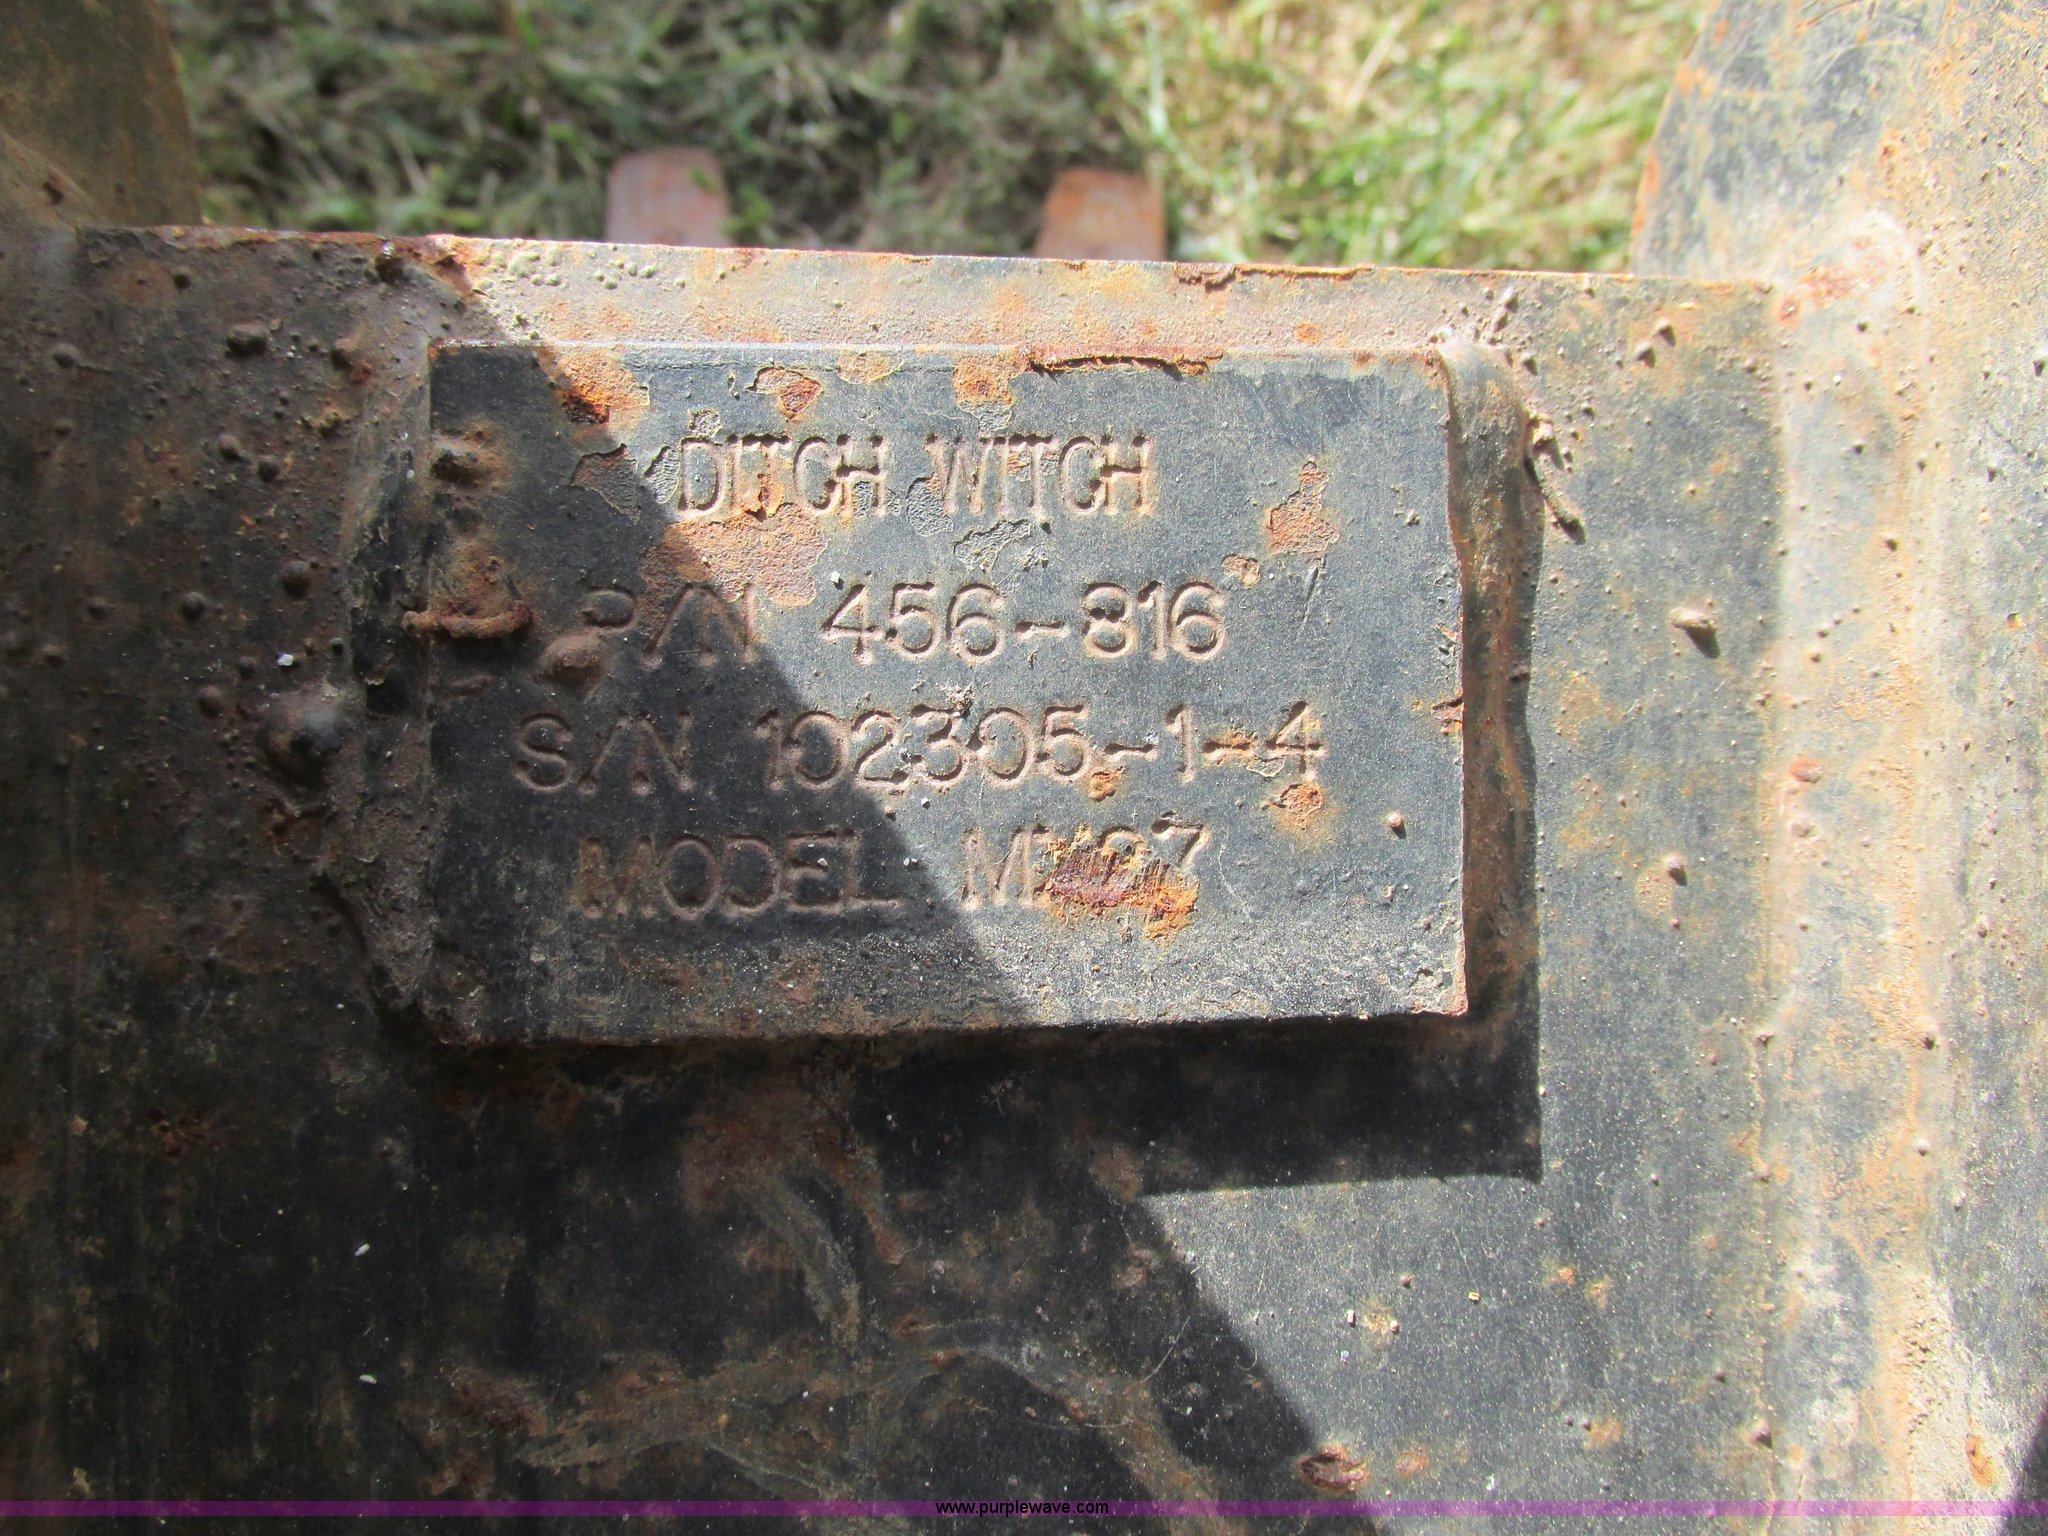 DITCH WITCH
P/N 456-816
S/N 102305-1-4
MODEL
www.purplewave.com